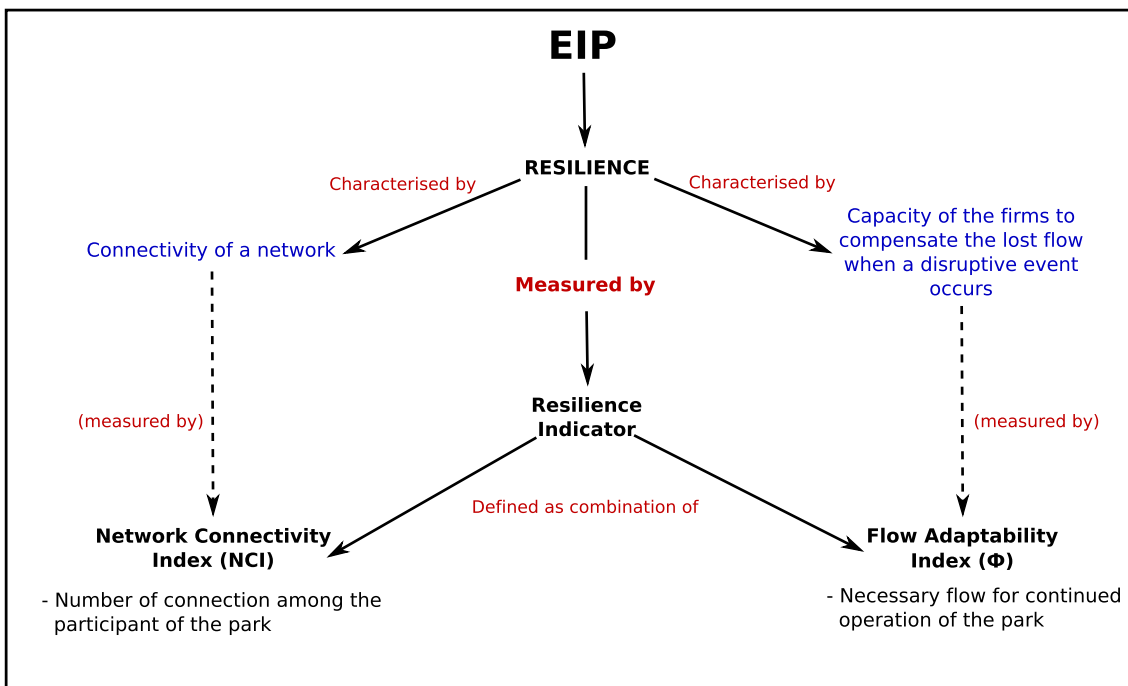 EIP
RESILIENCE
Characterised by
Characterised by
Connectivity of a network
Capacity of the firms to
compensate the lost flow
when a disruptive event
occurs
Measured by
(measured by)
Resilience
Indicator
(measured by)
Defined as combination of
Network Connectivity
Index (NCI)
- Number of connection among the
participant of the park
Flow Adaptability
Index (Φ)
- Necessary flow for continued
operation of the park